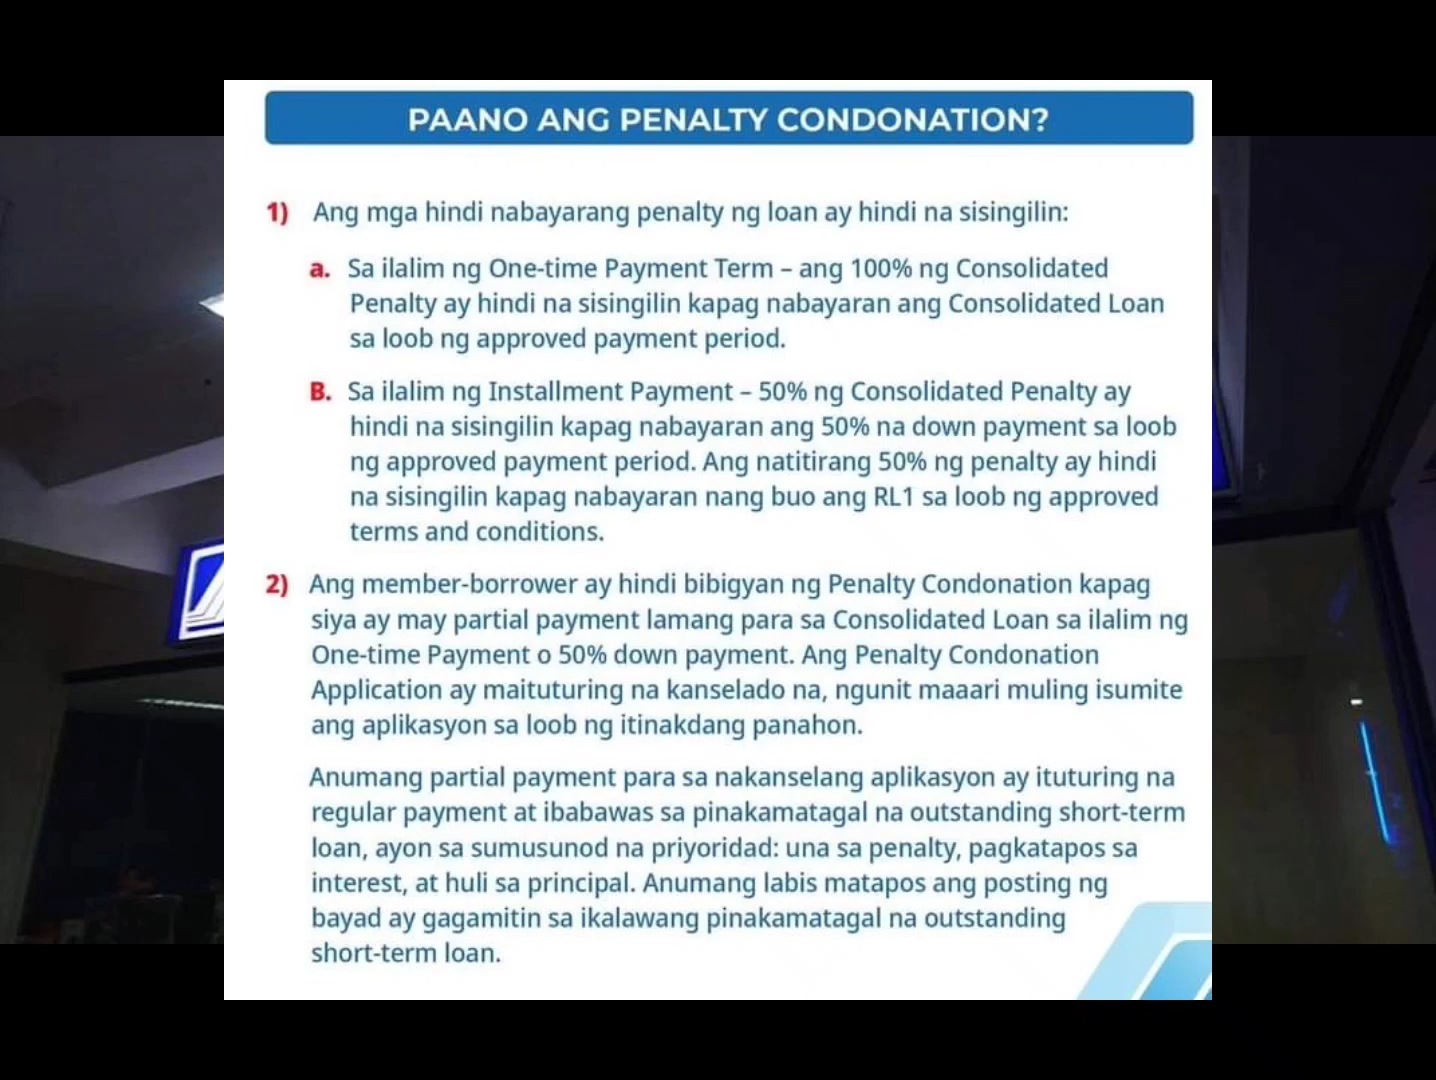 PAANO ANG PENALTY CONDONATION?
1) Ang mga hindi nabayarang penalty ng loan ay hindi na sisingilin:
a. Sa ilalim ng One-time Payment Term – ang 100% ng Consolidated
Penalty ay hindi na sisingilin kapag nabayaran ang Consolidated Loan
sa loob ng approved payment period.
B. Sa ilalim ng Installment Payment – 50% ng Consolidated Penalty ay
hindi na sisingilin kapag nabayaran ang 50% na down payment sa loob
ng approved payment period. Ang natitirang 50% ng penalty ay hindi
na sisingilin kapag nabayaran nang buo ang RL1 sa loob ng approved
terms and conditions.
2) Ang member-borrower ay hindi bibigyan ng Penalty Condonation kapag
siya ay may partial payment lamang para sa Consolidated Loan sa ilalim ng
One-time Payment o 50% down payment. Ang Penalty Condonation
Application ay maituturing na kanselado na, ngunit maaari muling isumite
ang aplikasyon sa loob ng itinakdang panahon.
Anumang partial payment para sa nakanselang aplikasyon ay ituturing na
regular payment at ibabawas sa pinakamatagal na outstanding short-term
loan, ayon sa sumusunod na priyoridad: una sa penalty, pagkatapos sa
interest, at huli sa principal. Anumang labis matapos ang posting ng
bayad ay gagamitin sa ikalawang pinakamatagal na outstanding
short-term loan.